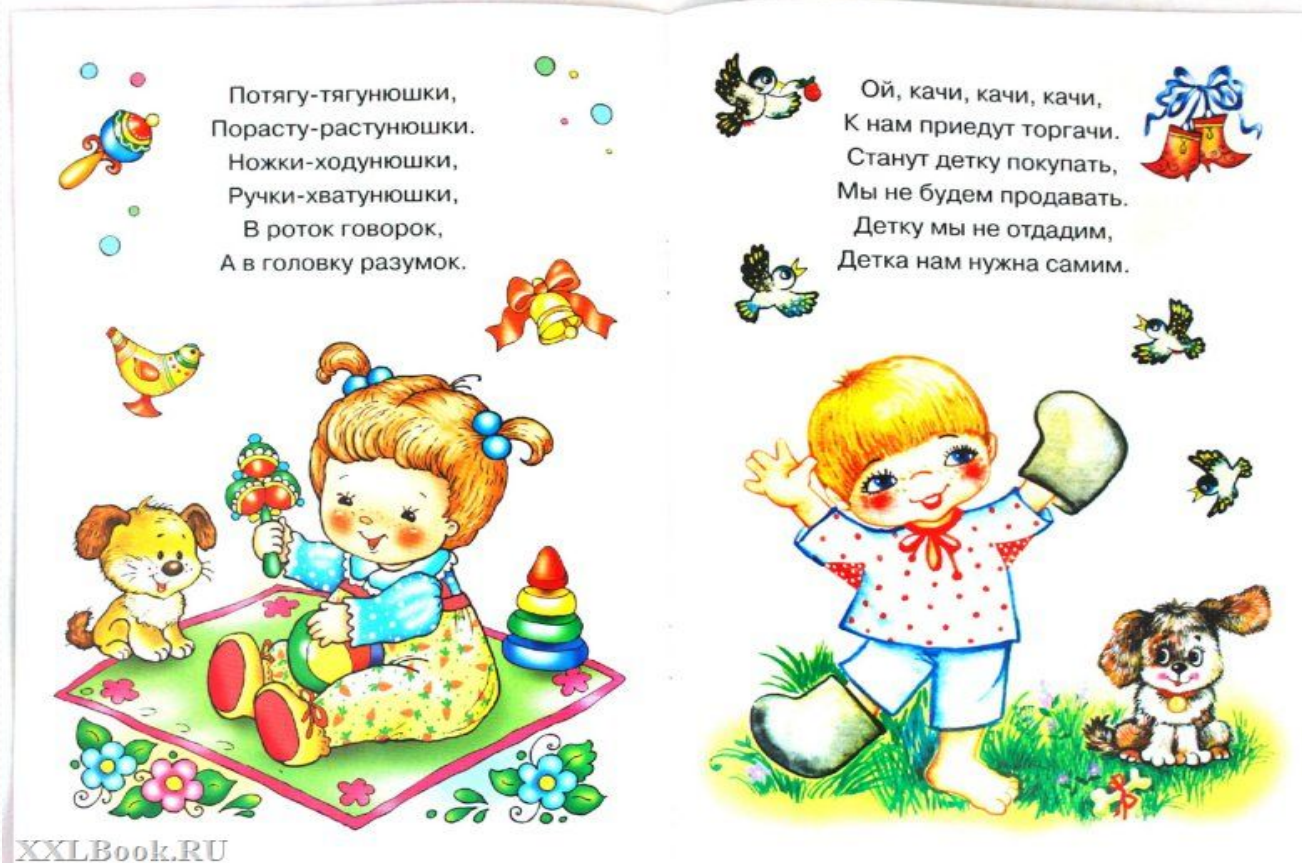 Потягу-тягунюшки,
Порасту-растунюшки.
Ножки-ходунюшки,
Ручки-хватунюшки,
В роток говорок,
А в головку разумок.
Ой, качи, качи, качи,
К нам приедут торгачи.
Станут детку покупать,
Мы не будем продавать.
Детку мы не отдадим,
Детка нам нужна самим.
XXLBook.RU